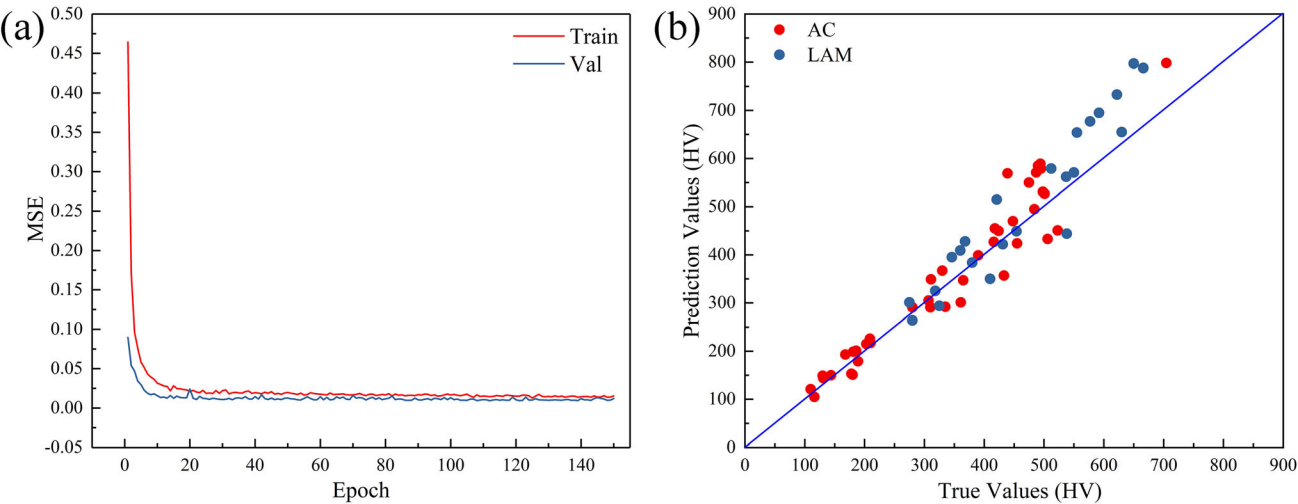 (a)
0.50
0.45
0.40
0.35
0.30
0.25
0.20
0.15
0.10
0.05
0.00
-0.05
MSE
Train
Val
0 20 40 60 80 100 120 140
Epoch
(b)
900
800
700
600
500
400
300
200
100
0
Prediction Values (HV)
AC
LAM
0 100 200 300 400 500 600 700 800 900
True Values (HV)